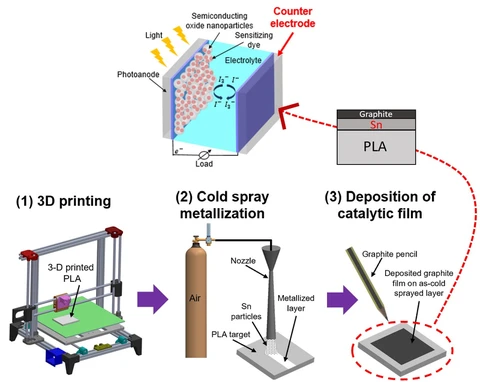 Semiconducting
oxide nanoparticles
Sensitizing
dye
Counter
electrode
Light
Electrolyte
Photoanode
I₃⁻ I⁻
I⁻ I₃⁻
e⁻
Load
Graphite
Sn
PLA
(1) 3D printing
(2) Cold spray
metallization
(3) Deposition of
catalytic film
3-D printed
PLA
Air
Nozzle
Sn
particles
PLA target
Metallized
layer
Graphite pencil
Deposited graphite
film on as-cold
sprayed layer